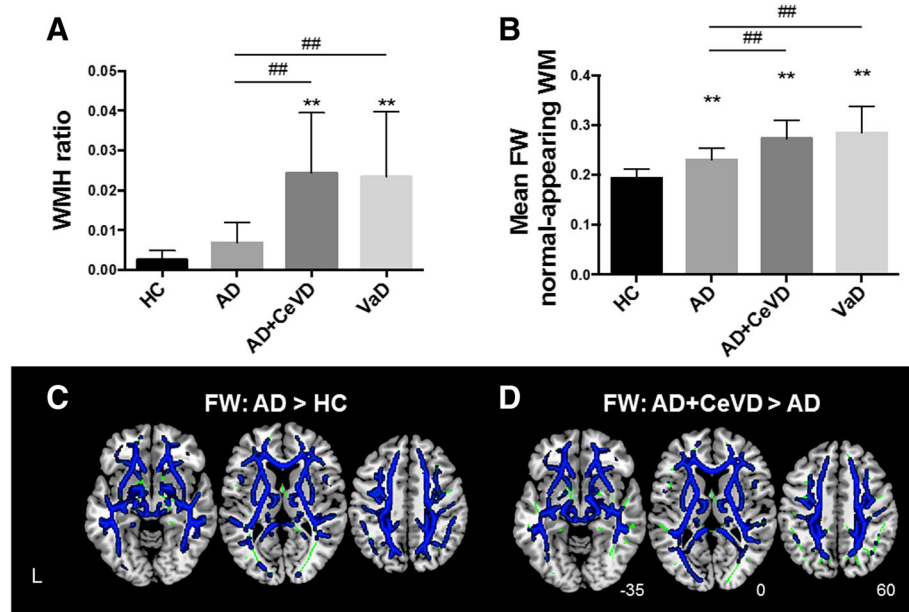 A
##
##
WMH ratio
0.05
0.04
0.03
0.02
0.01
0.00
**
**
HC
AD
AD+CeVD
VaD
B
##
##
Mean FW
normal-appearing WM
0.4
0.3
0.2
0.1
0.0
**
**
**
HC
AD
AD+CeVD
VaD
C
FW: AD > HC
L
D
FW: AD+CeVD > AD
-35
0
60